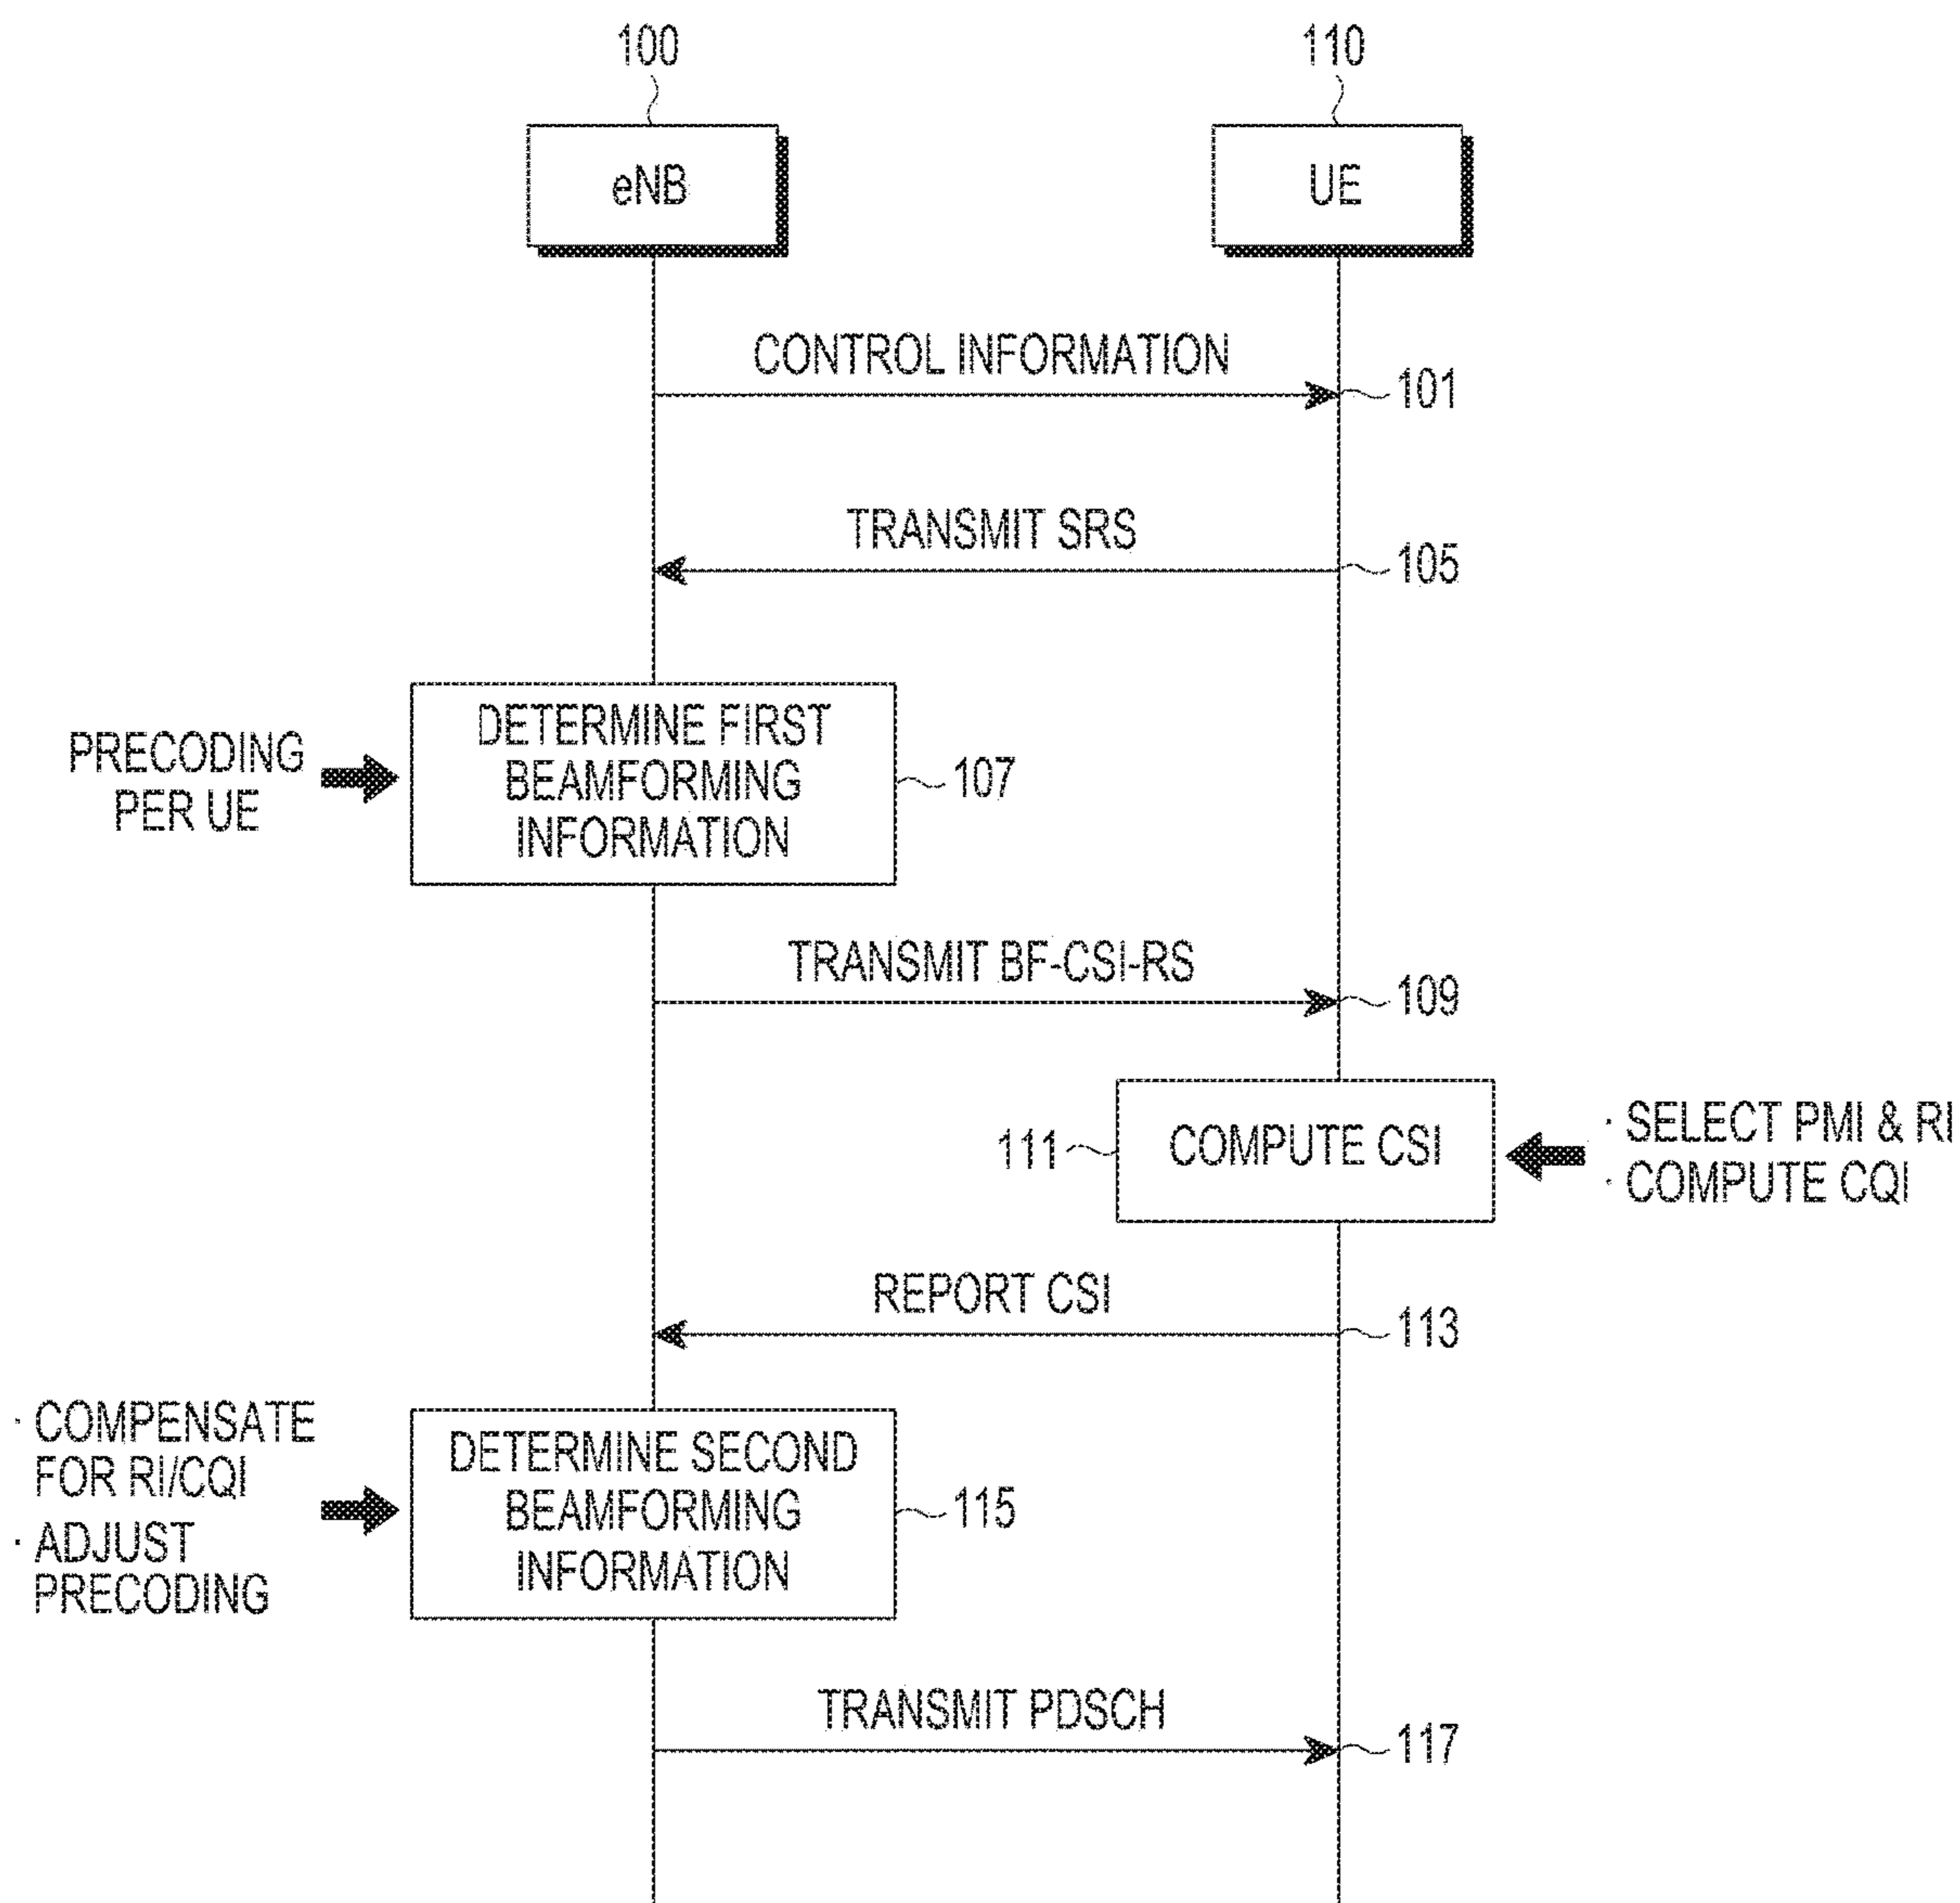 100
110
eNB
UE
CONTROL INFORMATION
101
TRANSMIT SRS
105
PRECODING
PER UE
DETERMINE FIRST
BEAMFORMING
INFORMATION
107
TRANSMIT BF-CSI-RS
109
111
COMPUTE CSI
· SELECT PMI & RI
· COMPUTE CQI
REPORT CSI
113
· COMPENSATE
FOR RI/CQI
· ADJUST
PRECODING
DETERMINE SECOND
BEAMFORMING
INFORMATION
115
TRANSMIT PDSCH
117